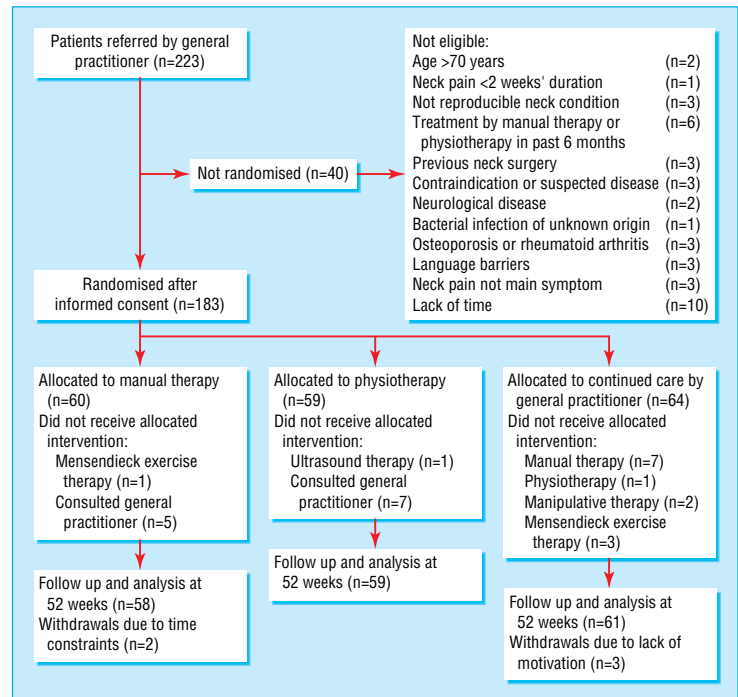 Patients referred by general
practitioner (n=223)
Not randomised (n=40)
Not eligible:
Age >70 years (n=2)
Neck pain <2 weeks' duration (n=1)
Not reproducible neck condition (n=3)
Treatment by manual therapy or (n=6)
physiotherapy in past 6 months
Previous neck surgery (n=3)
Contraindication or suspected disease (n=3)
Neurological disease (n=2)
Bacterial infection of unknown origin (n=1)
Osteoporosis or rheumatoid arthritis (n=3)
Language barriers (n=3)
Neck pain not main symptom (n=3)
Lack of time (n=10)
Randomised after
informed consent (n=183)
Allocated to manual therapy
(n=60)
Did not receive allocated
intervention:
Mensendieck exercise
therapy (n=1)
Consulted general
practitioner (n=5)
Follow up and analysis at
52 weeks (n=58)
Withdrawals due to time
constraints (n=2)
Allocated to physiotherapy
(n=59)
Did not receive allocated
intervention:
Ultrasound therapy (n=1)
Consulted general
practitioner (n=7)
Follow up and analysis at
52 weeks (n=59)
Allocated to continued care by
general practitioner (n=64)
Did not receive allocated
intervention:
Manual therapy (n=7)
Physiotherapy (n=1)
Manipulative therapy (n=2)
Mensendieck exercise
therapy (n=3)
Follow up and analysis at
52 weeks (n=61)
Withdrawals due to lack of
motivation (n=3)